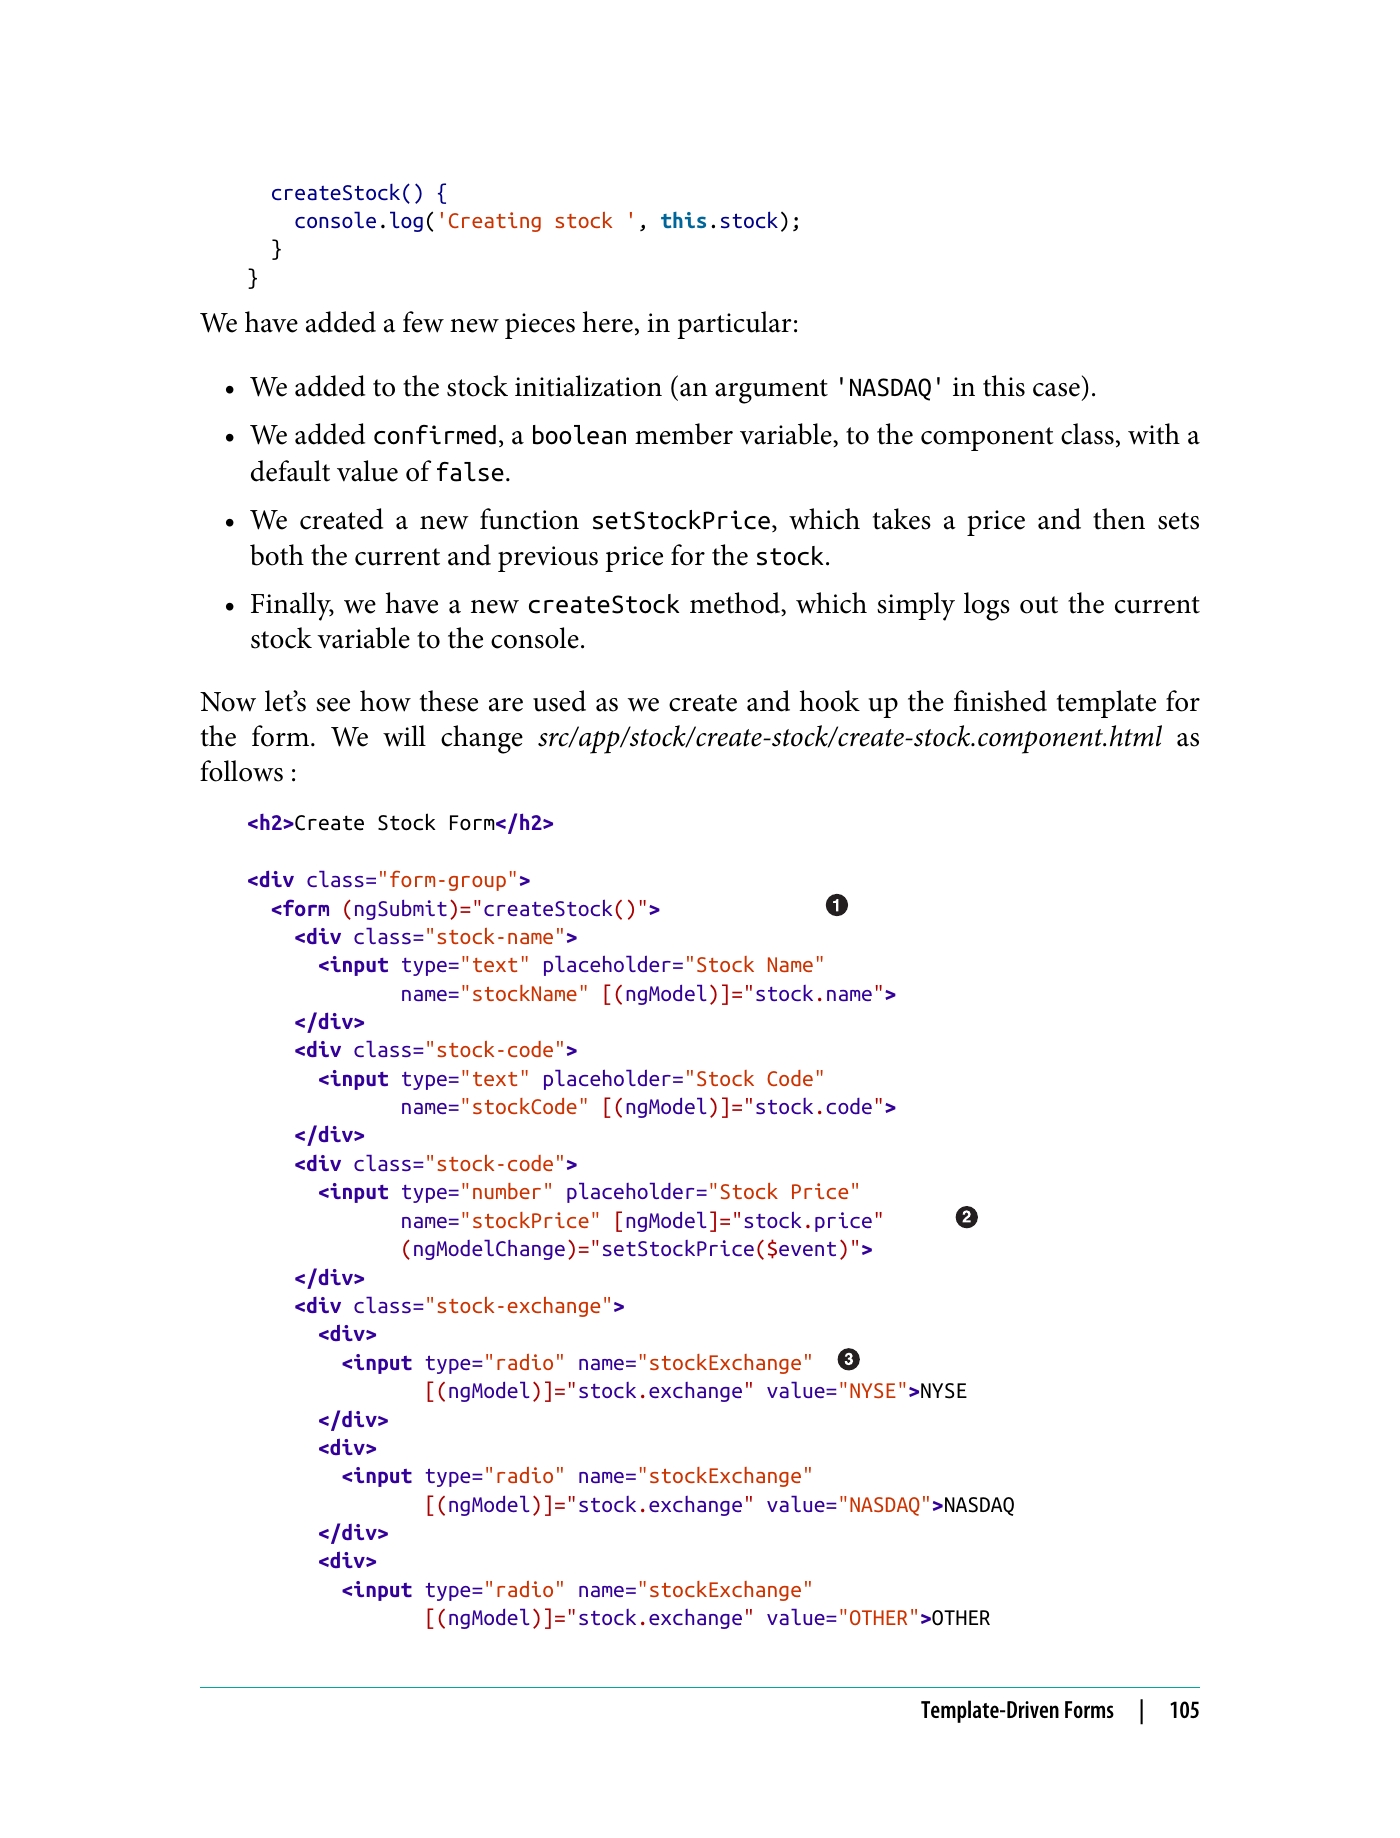 createStock() {
console.log('Creating stock ', this.stock);
}
}
We have added a few new pieces here, in particular:
• We added to the stock initialization (an argument 'NASDAQ' in this case).
• We added confirmed, a boolean member variable, to the component class, with a
default value of false.
• We created a new function setStockPrice, which takes a price and then sets
both the current and previous price for the stock.
• Finally, we have a new createStock method, which simply logs out the current
stock variable to the console.
Now let's see how these are used as we create and hook up the finished template for
the form. We will change src/app/stock/create-stock/create-stock.component.html as
follows :
<h2>Create Stock Form</h2>
<div class="form-group">
<form (ngSubmit)="createStock()"> ❶
<div class="stock-name">
<input type="text" placeholder="Stock Name"
name="stockName" [(ngModel)]="stock.name">
</div>
<div class="stock-code">
<input type="text" placeholder="Stock Code"
name="stockCode" [(ngModel)]="stock.code">
</div>
<div class="stock-code">
<input type="number" placeholder="Stock Price"
name="stockPrice" [ngModel]="stock.price" ❷
(ngModelChange)="setStockPrice($event)">
</div>
<div class="stock-exchange">
<div>
<input type="radio" name="stockExchange" ❸
[(ngModel)]="stock.exchange" value="NYSE">NYSE
</div>
<div>
<input type="radio" name="stockExchange"
[(ngModel)]="stock.exchange" value="NASDAQ">NASDAQ
</div>
<div>
<input type="radio" name="stockExchange"
[(ngModel)]="stock.exchange" value="OTHER">OTHER
Template-Driven Forms | 105